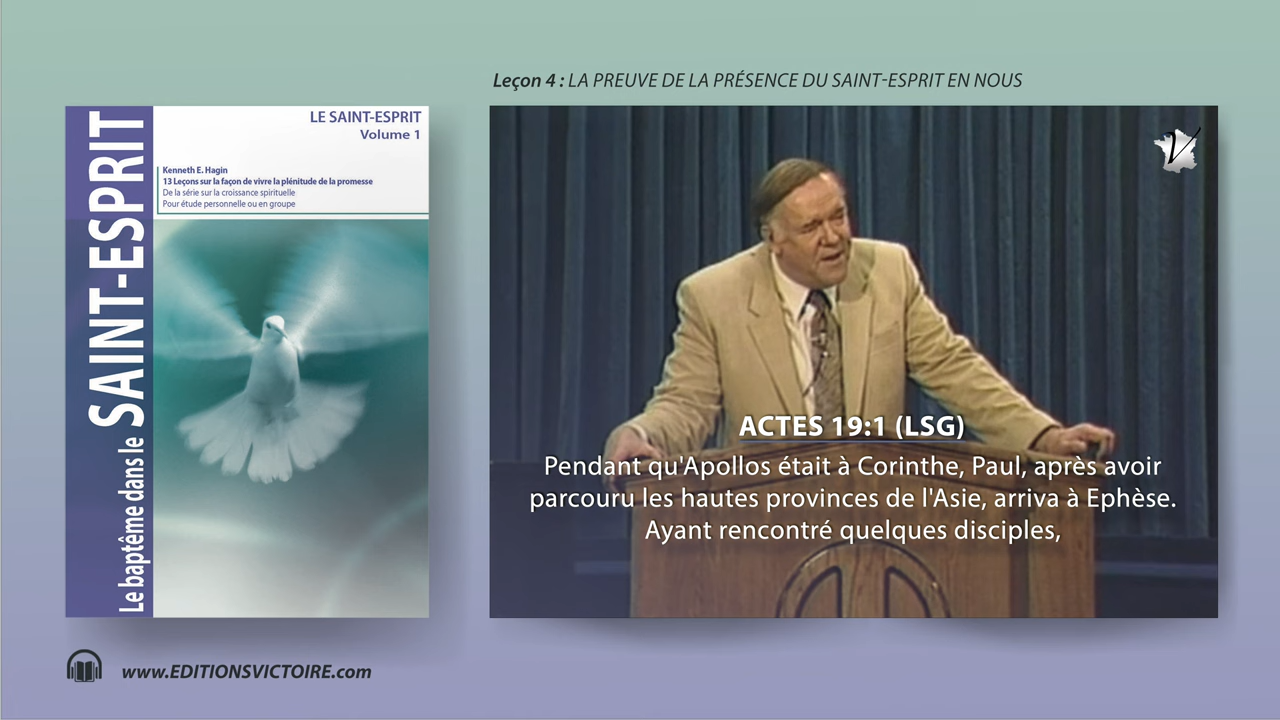 Leçon 4 : LA PREUVE DE LA PRÉSENCE DU SAINT-ESPRIT EN NOUS
Le baptême dans le SAINT-ESPRIT
LE SAINT-ESPRIT
Volume 1
Kenneth E. Hagin
13 Leçons sur la façon de vivre la plénitude de la promesse
De la série sur la croissance spirituelle
Pour étude personnelle ou en groupe
V
ACTES 19:1 (LSG)
Pendant qu'Apollos était à Corinthe, Paul, après avoir
parcouru les hautes provinces de l'Asie, arriva à Ephèse.
Ayant rencontré quelques disciples,
www.EDITIONSVICTOIRE.com